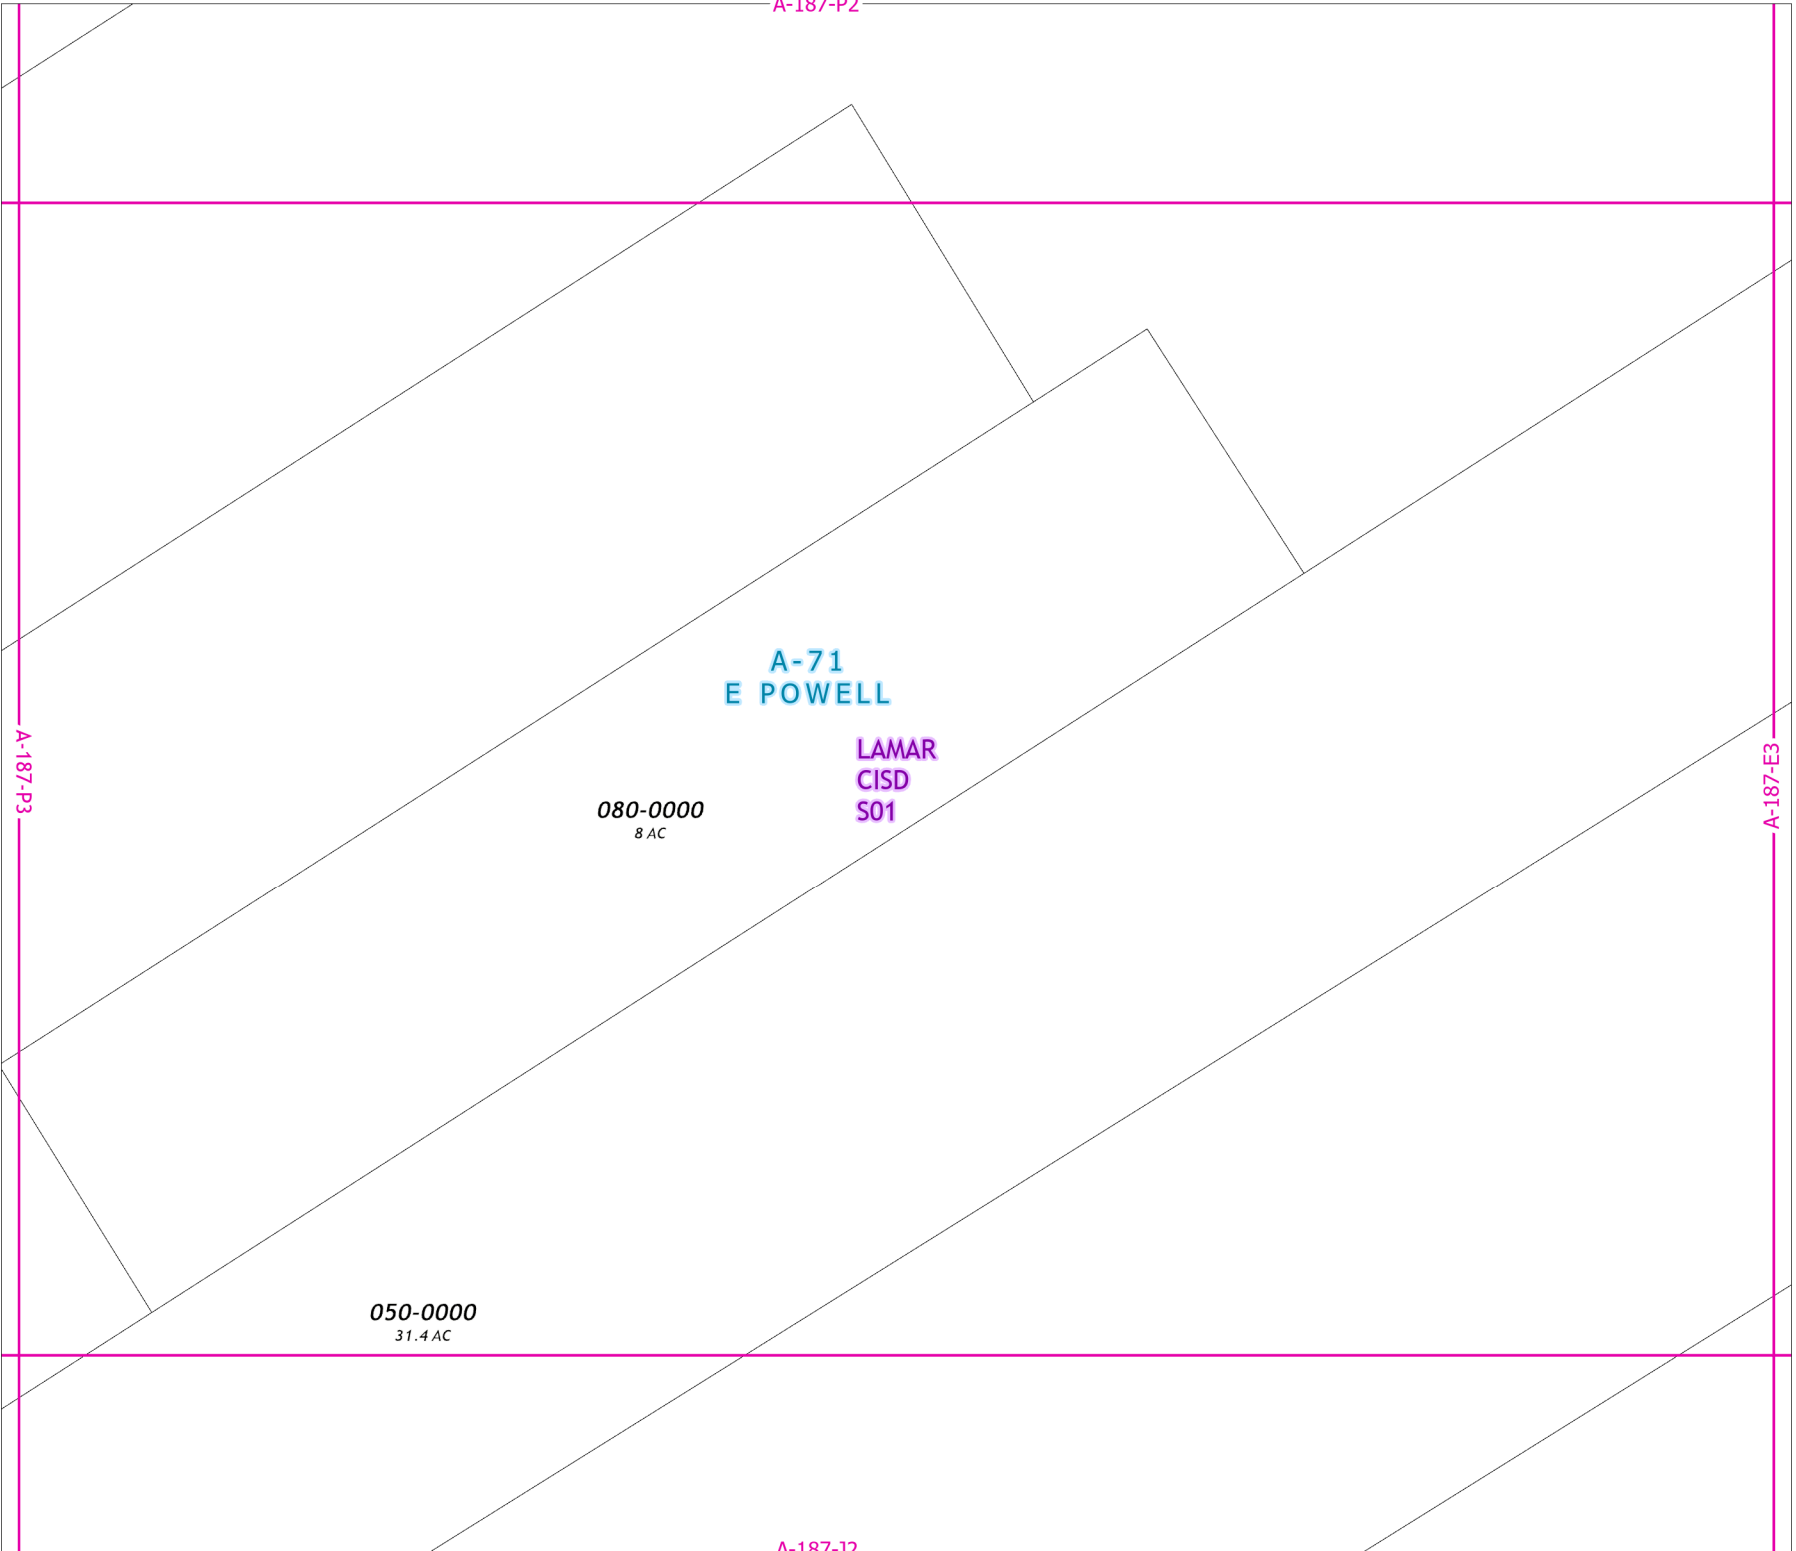 A-187-P2
A-71
E POWELL
LAMAR
CISD
S01
A-187-P3
A-187-E3
080-0000
8 AC
050-0000
31.4 AC
A-187-J2